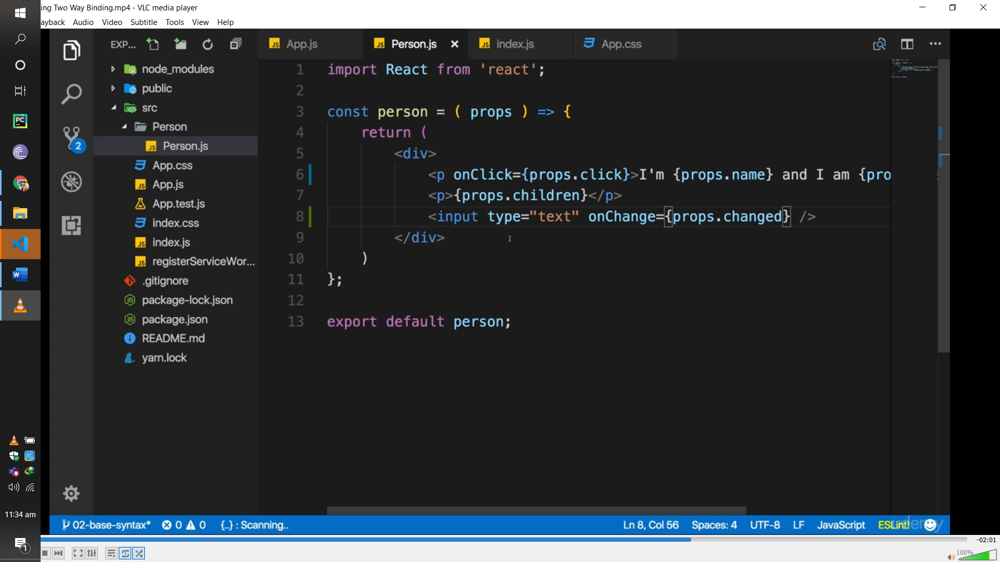 ing Two Way Binding.mp4 - VLC media player
ayback Audio Video Subtitle Tools View Help
EXP...
App.js
Person.js
index.js
App.css
node_modules
public
src
Person
Person.js
App.css
App.js
App.test.js
index.css
index.js
registerServiceWor...
.gitignore
package-lock.json
package.json
README.md
yarn.lock
2
1 import React from 'react';
2
3 const person = ( props ) => {
4 return (
5 <div>
6 <p onClick={props.click}>I'm {props.name} and I am {pro
7 <p>{props.children}</p>
8 <input type="text" onChange={props.changed} />
9 </div>
10 )
11 };
12
13 export default person;
02-base-syntax* 0 0 {..} : Scanning.. Ln 8, Col 56 Spaces: 4 UTF-8 LF JavaScript ESLint!
udemy
11:34 am
1
-02:01
100%